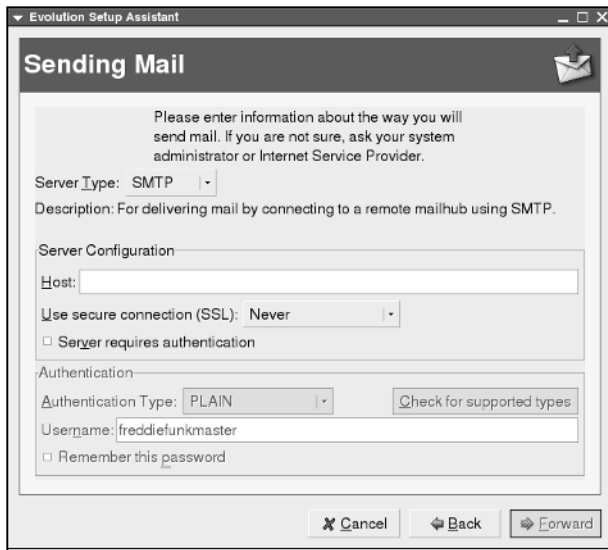 Evolution Setup Assistant
Sending Mail
Please enter information about the way you will
send mail. If you are not sure, ask your system
administrator or Internet Service Provider.
Server Type: SMTP
Description: For delivering mail by connecting to a remote mailhub using SMTP.
Server Configuration
Host:
Use secure connection (SSL): Never
Server requires authentication
Authentication
Authentication Type: PLAIN Check for supported types
Username: freddiefunkmaster
Remember this password
Cancel Back Forward